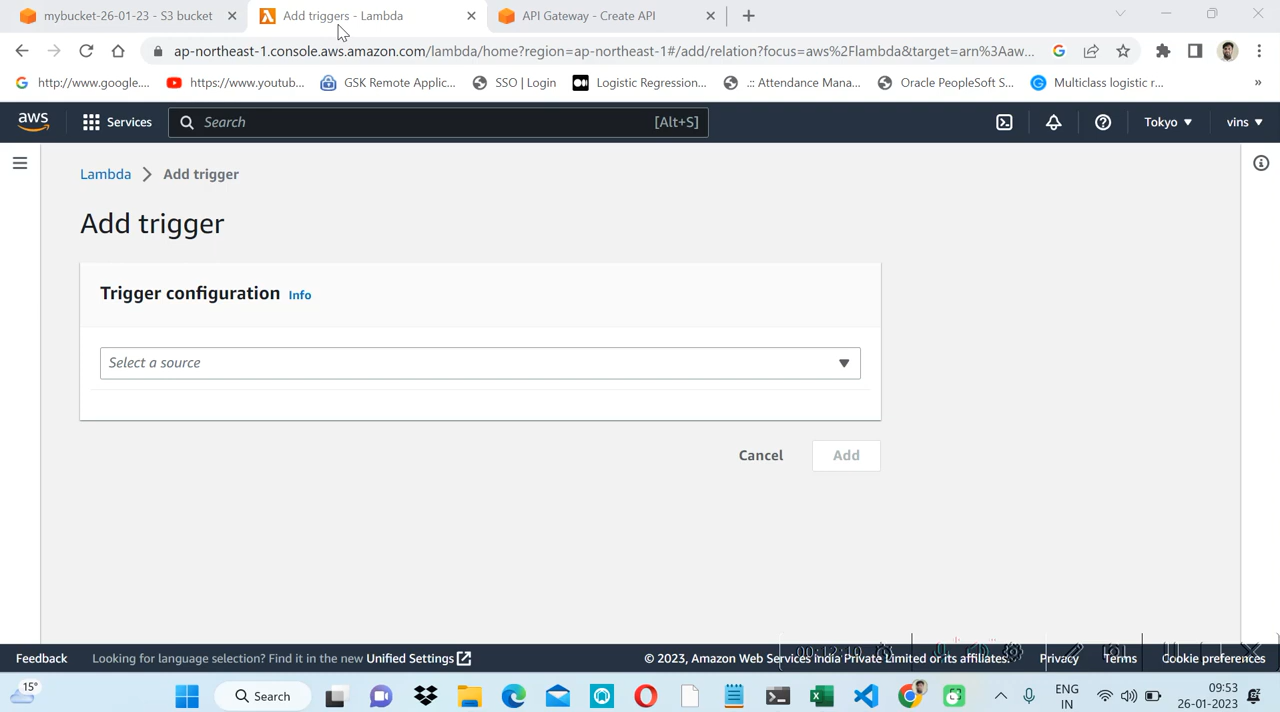 mybucket-26-01-23 - S3 bucket
Add triggers - Lambda
API Gateway - Create API
ap-northeast-1.console.aws.amazon.com/lambda/home?region=ap-northeast-1#/add/relation?focus=aws%2Flambda&target=arn%3Aaw...
http://www.google....
https://www.youtub...
GSK Remote Applic...
SSO | Login
Logistic Regression...
.:: Attendance Mana...
Oracle PeopleSoft S...
Multiclass logistic r...
»
aws
Services
Search
[Alt+S]
Tokyo
vins
Lambda > Add trigger
Add trigger
Trigger configuration Info
Select a source
Cancel
Add
Feedback
Looking for language selection? Find it in the new Unified Settings
© 2023, Amazon Web Services India Private Limited or its affiliates.
Privacy
Terms
Cookie preferences
00:12:10
15°
Search
ENG
IN
09:53
26-01-2023